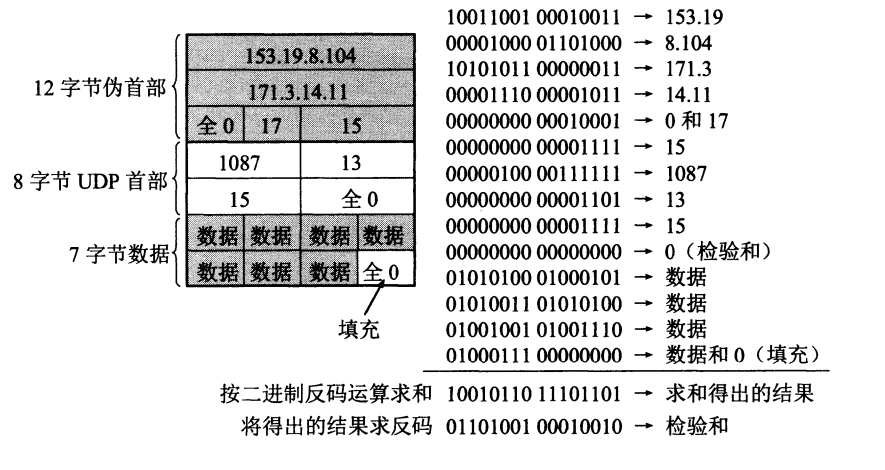 12 字节伪首部
153.19.8.104
171.3.14.11
全 0 17 15
8 字节 UDP 首部
1087 13
15 全 0
7 字节数据
数据 数据 数据 数据
数据 数据 数据 全 0
填充
10011001 00010011 → 153.19
00001000 01101000 → 8.104
10101011 00000011 → 171.3
00001110 00001011 → 14.11
00000000 00010001 → 0 和 17
00000000 00001111 → 15
00000100 00111111 → 1087
00000000 00001101 → 13
00000000 00001111 → 15
00000000 00000000 → 0（检验和）
01010100 01000101 → 数据
01010011 01010100 → 数据
01001001 01001110 → 数据
01000111 00000000 → 数据和 0（填充）
按二进制反码运算求和 10010110 11101101 → 求和得出的结果
将得出的结果求反码 01101001 00010010 → 检验和